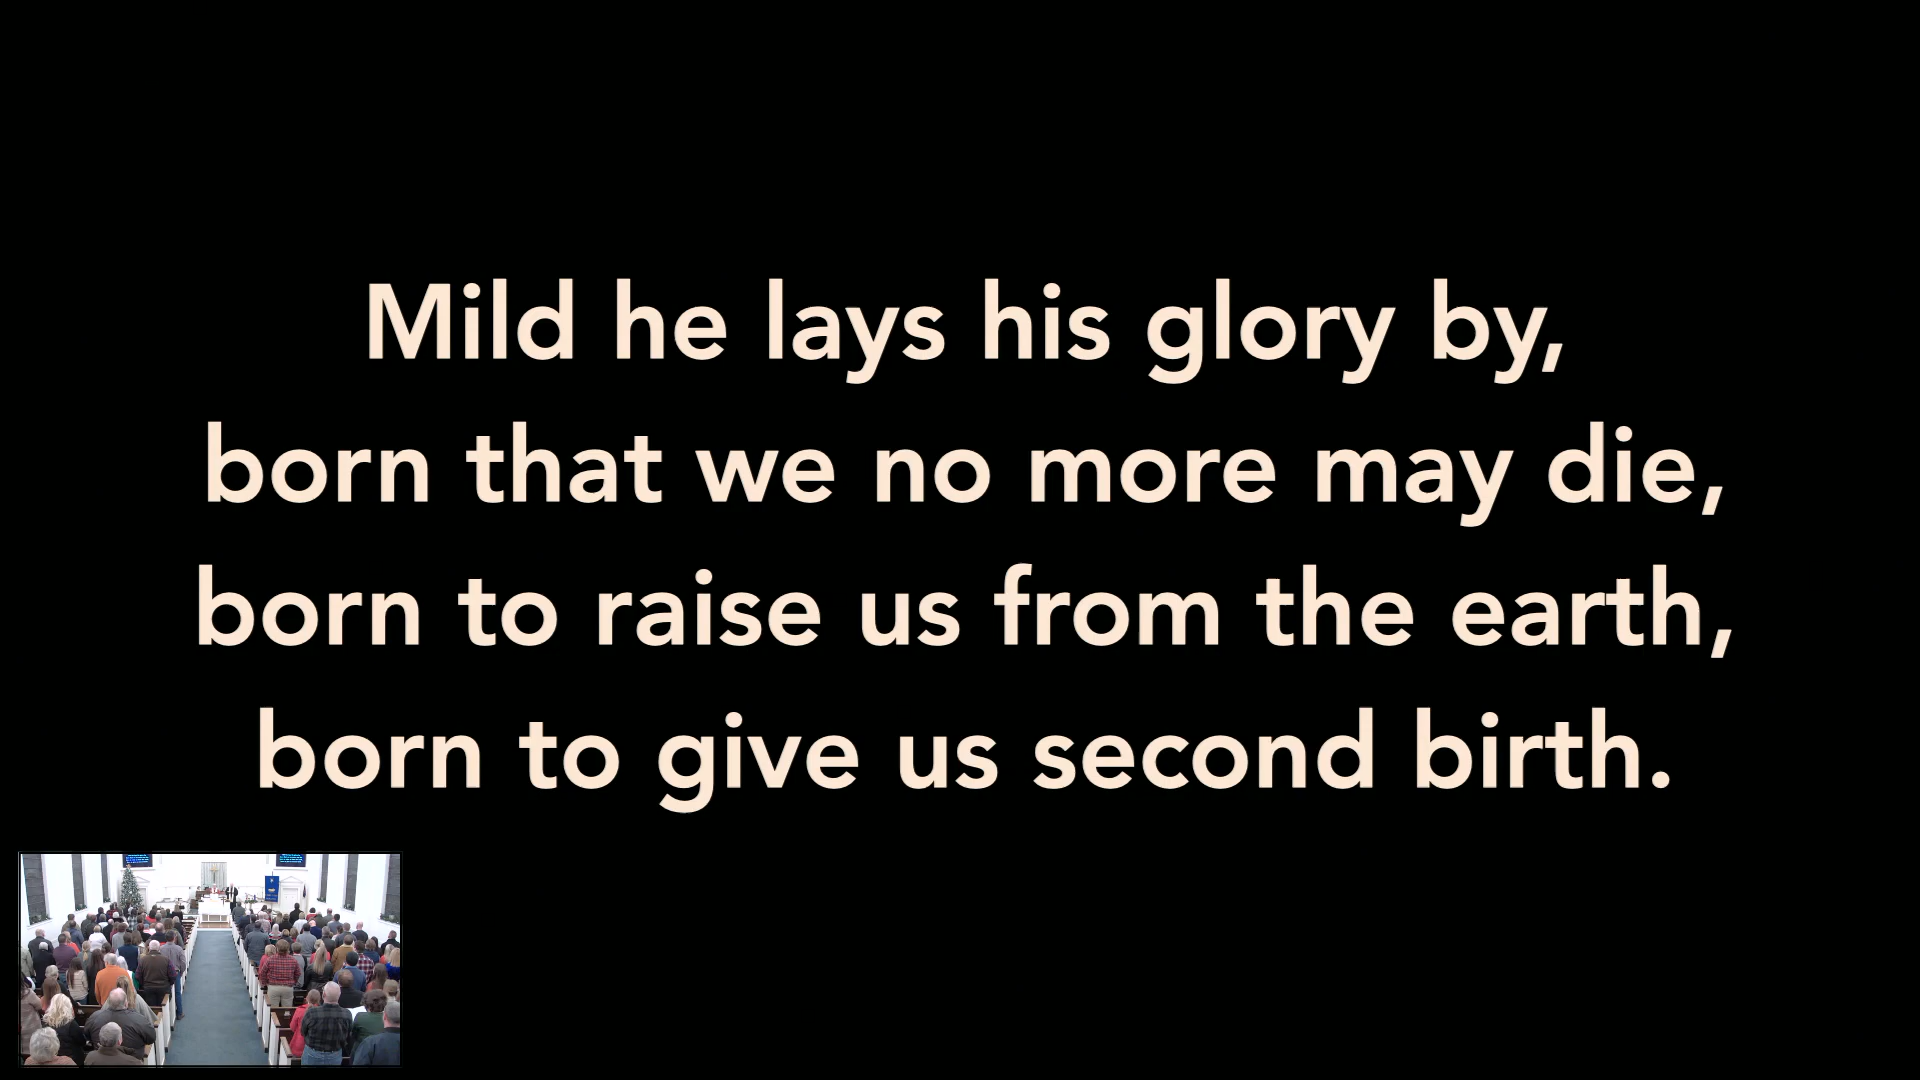 Mild he lays his glory by,
born that we no more may die,
born to raise us from the earth,
born to give us second birth.